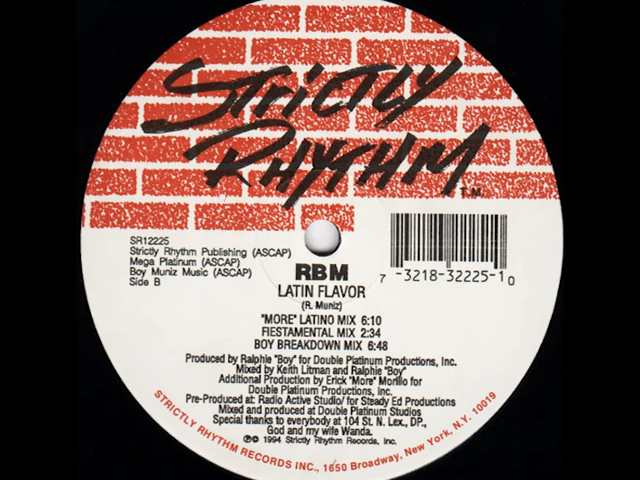 STRICTLY
RHYTHM
T.M.
SR12225
Strictly Rhythm Publishing (ASCAP)
Mega Platinum (ASCAP)
Boy Muniz Music (ASCAP)
Side B
7 -3218-32225-1 0
RBM
LATIN FLAVOR
(R. Muniz)
"MORE" LATINO MIX 6:10
FIESTAMENTAL MIX 2:34
BOY BREAKDOWN MIX 6:48
Produced by Ralphie "Boy" for Double Platinum Productions, Inc.
Mixed by Keith Litman and Ralphie "Boy"
Additional Production by Erick "More" Morillo for
Double Platinum Productions, Inc.
Pre-Produced at: Radio Active Studio/ for Steady Ed Productions
Mixed and produced at Double Platinum Studios
Special thanks to everybody at 104 St. N. Lex., DP.,
God and my wife Wanda.
℗© 1994 Strictly Rhythm Records, Inc.
STRICTLY RHYTHM RECORDS INC., 1650 Broadway, New York, N.Y. 10019